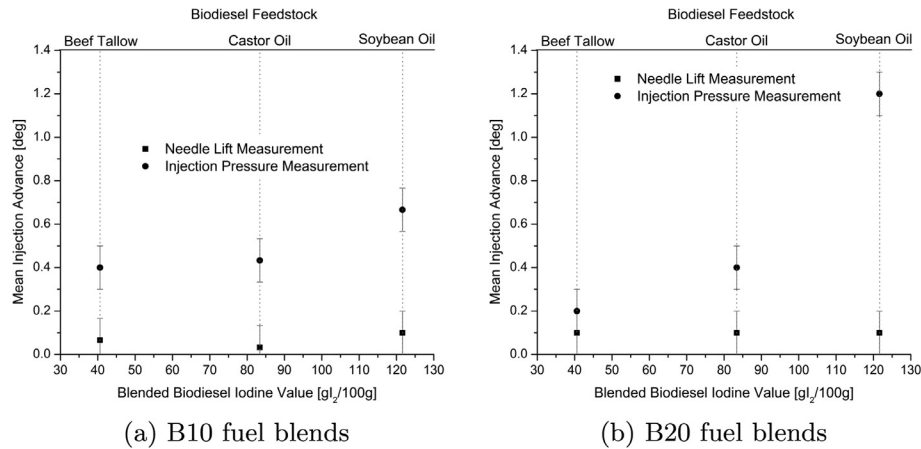 Biodiesel Feedstock
Beef Tallow Castor Oil Soybean Oil
1.4
1.2
1.0
0.8
0.6
0.4
0.2
0.0
Mean Injection Advance [deg]
Needle Lift Measurement
Injection Pressure Measurement
30 40 50 60 70 80 90 100 110 120 130
Blended Biodiesel Iodine Value [gI₂/100g]
(a) B10 fuel blends
Biodiesel Feedstock
Beef Tallow Castor Oil Soybean Oil
1.4
1.2
1.0
0.8
0.6
0.4
0.2
0.0
Mean Injection Advance [deg]
Needle Lift Measurement
Injection Pressure Measurement
30 40 50 60 70 80 90 100 110 120 130
Blended Biodiesel Iodine Value [gI₂/100g]
(b) B20 fuel blends